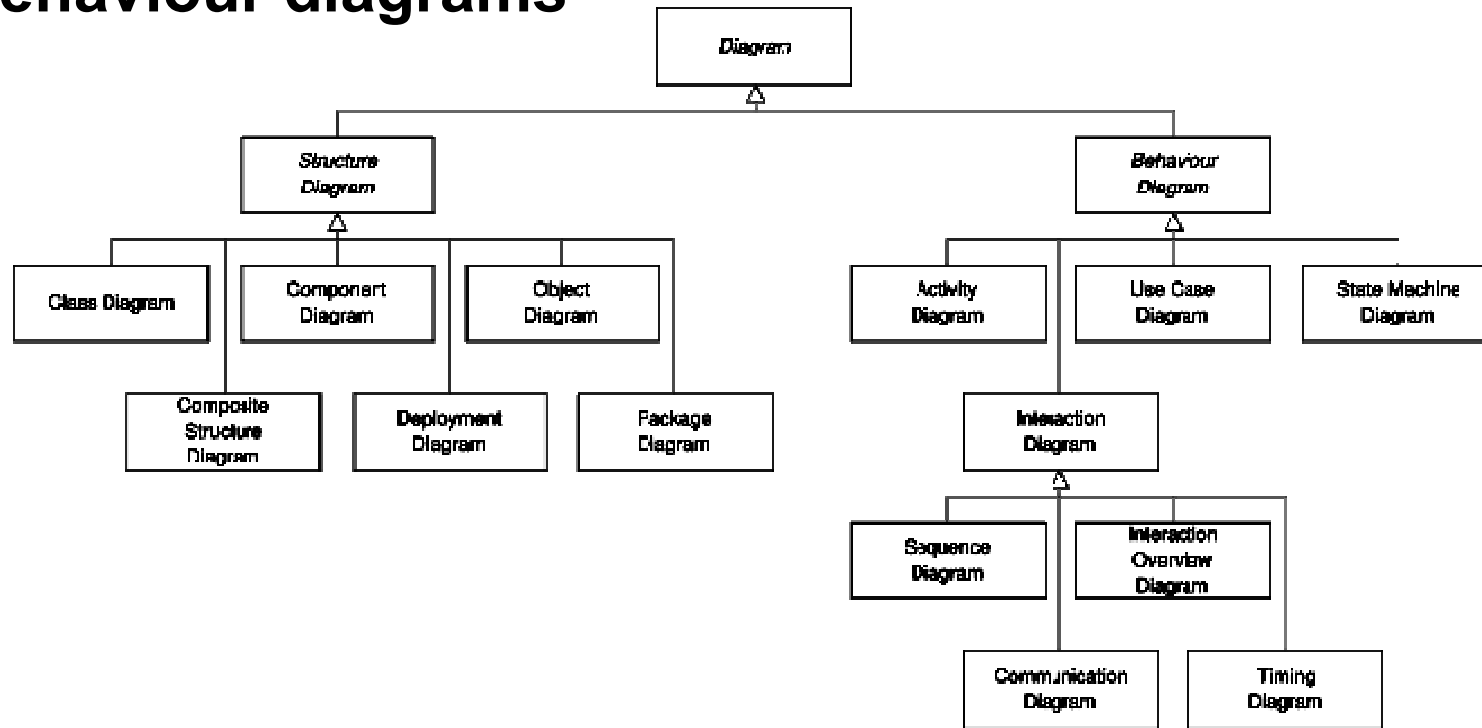 ehaviour diagrams
Diagram
Structure
Diagram
Behaviour
Diagram
Class Diagram
Component
Diagram
Object
Diagram
Activity
Diagram
Use Case
Diagram
State Machine
Diagram
Composite
Structure
Diagram
Deployment
Diagram
Package
Diagram
Interaction
Diagram
Sequence
Diagram
Interaction
Overview
Diagram
Communication
Diagram
Timing
Diagram